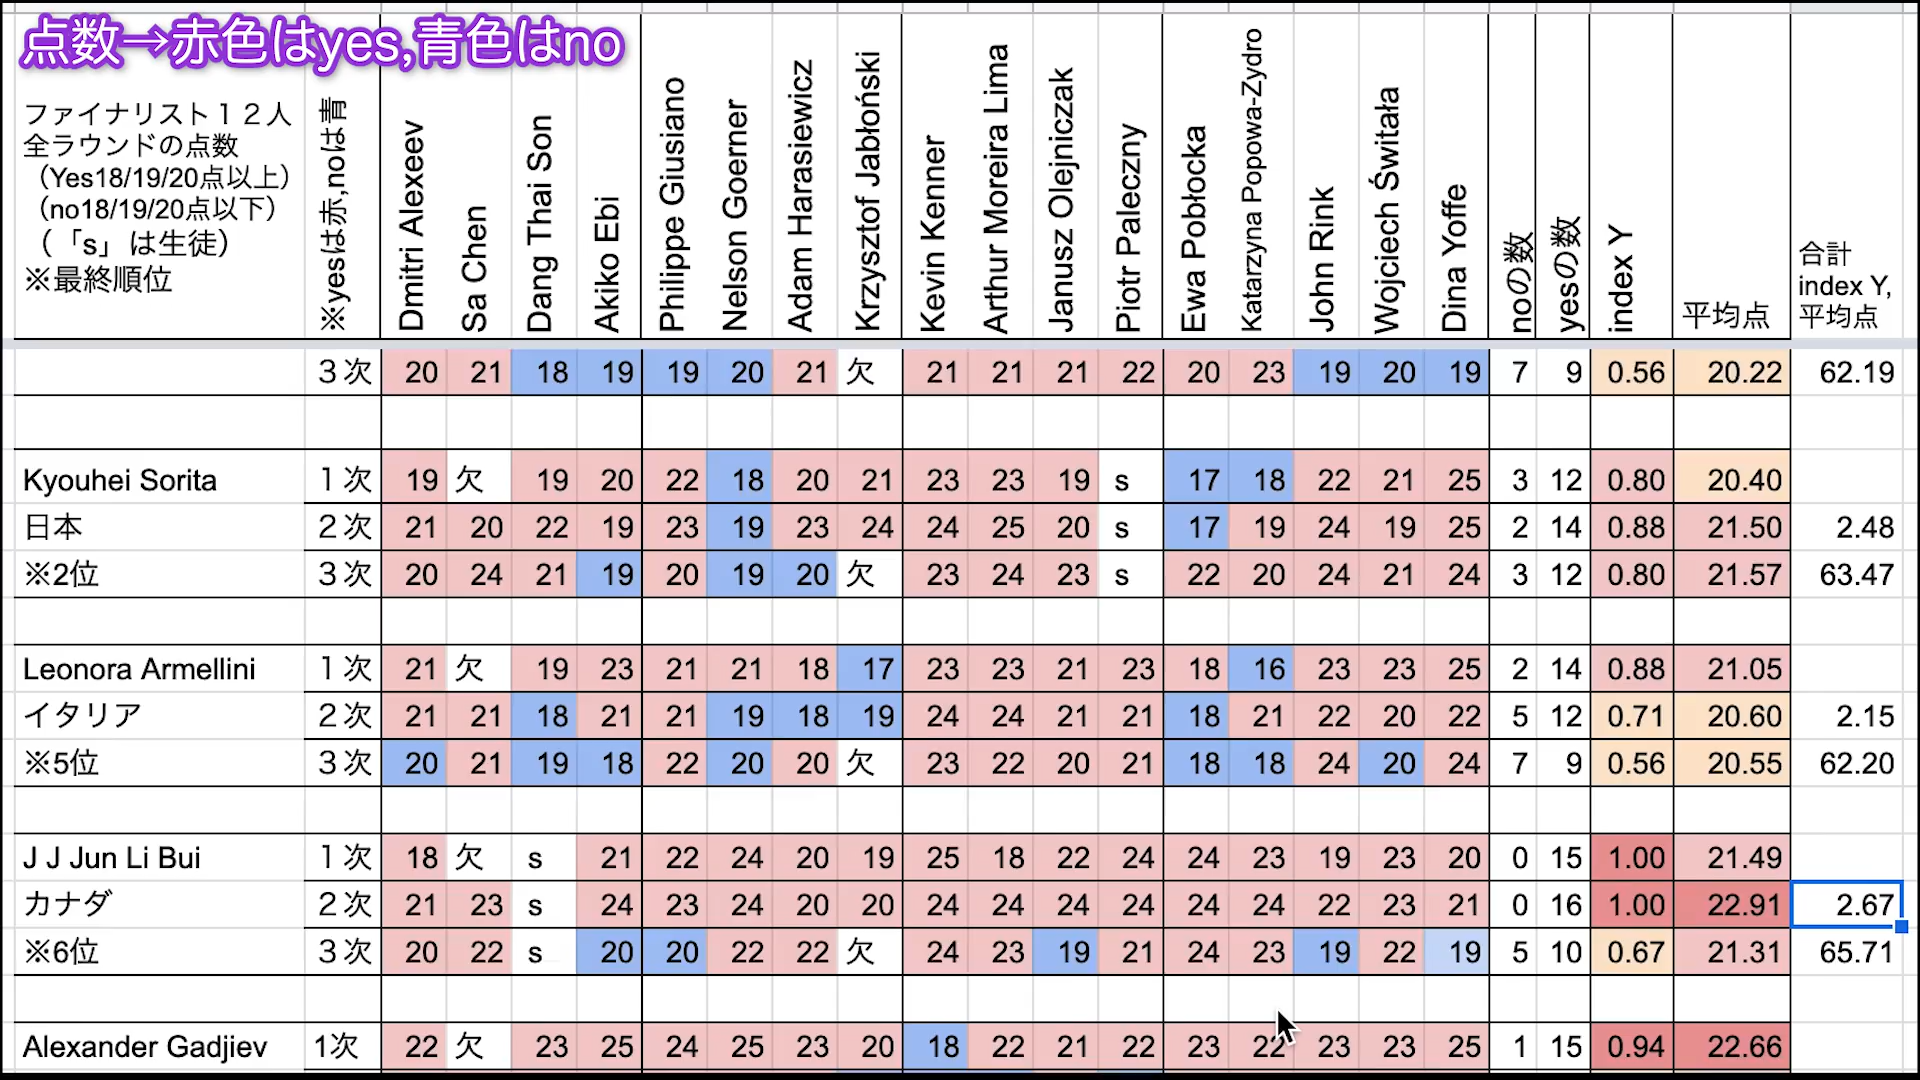 点数→赤色はyes,青色はno
ファイナリスト１２人
全ラウンドの点数
（Yes18/19/20点以上）
（no18/19/20点以下）
（「s」は生徒）
※最終順位
※yesは赤,noは青
Dmitri Alexeev
Sa Chen
Dang Thai Son
Akiko Ebi
Philippe Giusiano
Nelson Goerner
Adam Harasiewicz
Krzysztof Jabłoński
Kevin Kenner
Arthur Moreira Lima
Janusz Olejniczak
Piotr Paleczny
Ewa Pobłocka
Katarzyna Popowa-Zydro
John Rink
Wojciech Świtała
Dina Yoffe
noの数
yesの数
index Y
平均点
合計
index Y,
平均点
３次 20 21 18 19 19 20 21 欠 21 21 21 22 20 23 19 20 19 7 9 0.56 20.22 62.19
Kyouhei Sorita １次 19 欠 19 20 22 18 20 21 23 23 19 s 17 18 22 21 25 3 12 0.80 20.40
日本 ２次 21 20 22 19 23 19 23 24 24 25 20 s 17 19 24 19 25 2 14 0.88 21.50 2.48
※2位 ３次 20 24 21 19 20 19 20 欠 23 24 23 s 22 20 24 21 24 3 12 0.80 21.57 63.47
Leonora Armellini １次 21 欠 19 23 21 21 18 17 23 23 21 23 18 16 23 23 25 2 14 0.88 21.05
イタリア ２次 21 21 18 21 21 19 18 19 24 24 21 21 18 21 22 20 22 5 12 0.71 20.60 2.15
※5位 ３次 20 21 19 18 22 20 20 欠 23 22 20 21 18 18 24 20 24 7 9 0.56 20.55 62.20
J J Jun Li Bui １次 18 欠 s 21 22 24 20 19 25 18 22 24 24 23 19 23 20 0 15 1.00 21.49
カナダ ２次 21 23 s 24 23 24 20 20 24 24 24 24 24 24 22 23 21 0 16 1.00 22.91 2.67
※6位 ３次 20 22 s 20 20 22 22 欠 24 23 19 21 24 23 19 22 19 5 10 0.67 21.31 65.71
Alexander Gadjiev 1次 22 欠 23 25 24 25 23 20 18 22 21 22 23 22 23 23 25 1 15 0.94 22.66